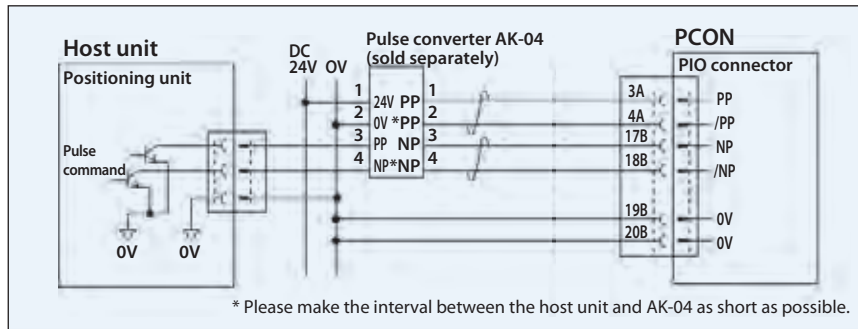 Host unit
Positioning unit
Pulse
command
0V
0V
DC
24V
0V
Pulse converter AK-04
(sold separately)
1
2
3
4
24V PP
0V *PP
PP NP
NP*NP
1
2
3
4
PCON
PIO connector
3A
4A
17B
18B
19B
20B
PP
/PP
NP
/NP
0V
0V
* Please make the interval between the host unit and AK-04 as short as possible.